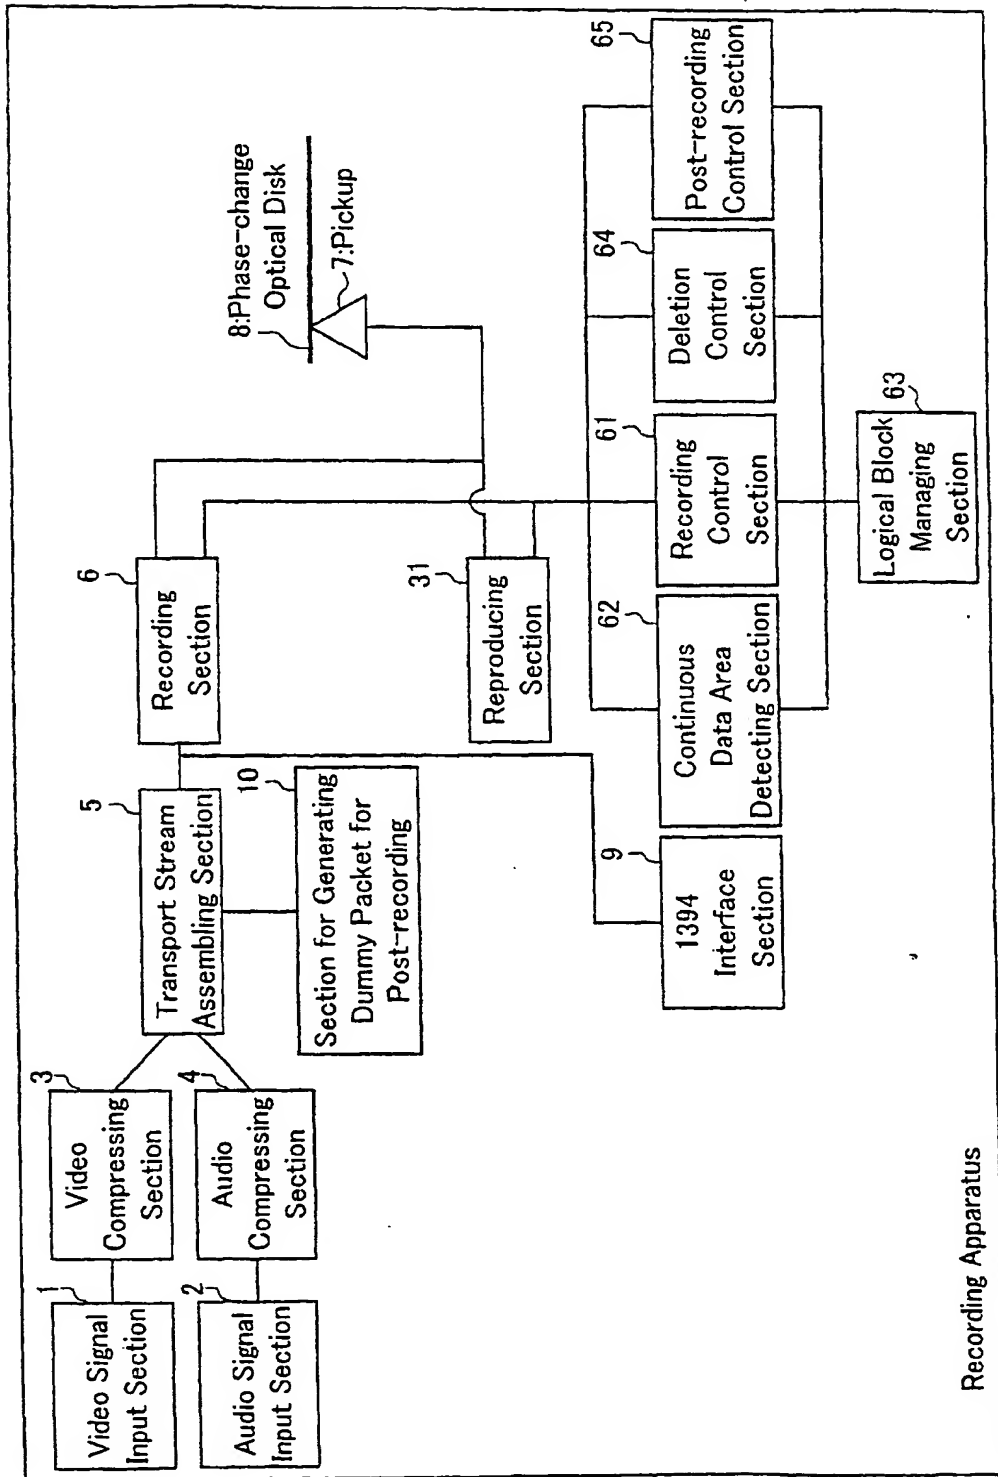 1
Video Signal
Input Section
3
Video
Compressing
Section
2
Audio Signal
Input Section
4
Audio
Compressing
Section
5
Transport Stream
Assembling Section
10
Section for Generating
Dummy Packet for
Post-recording
6
Recording
Section
31
Reproducing
Section
8:Phase-change
Optical Disk
7:Pickup
9
1394
Interface
Section
62
Continuous
Data Area
Detecting Section
61
Recording
Control
Section
64
Deletion
Control
Section
65
Post-recording
Control Section
63
Logical Block
Managing
Section
Recording Apparatus